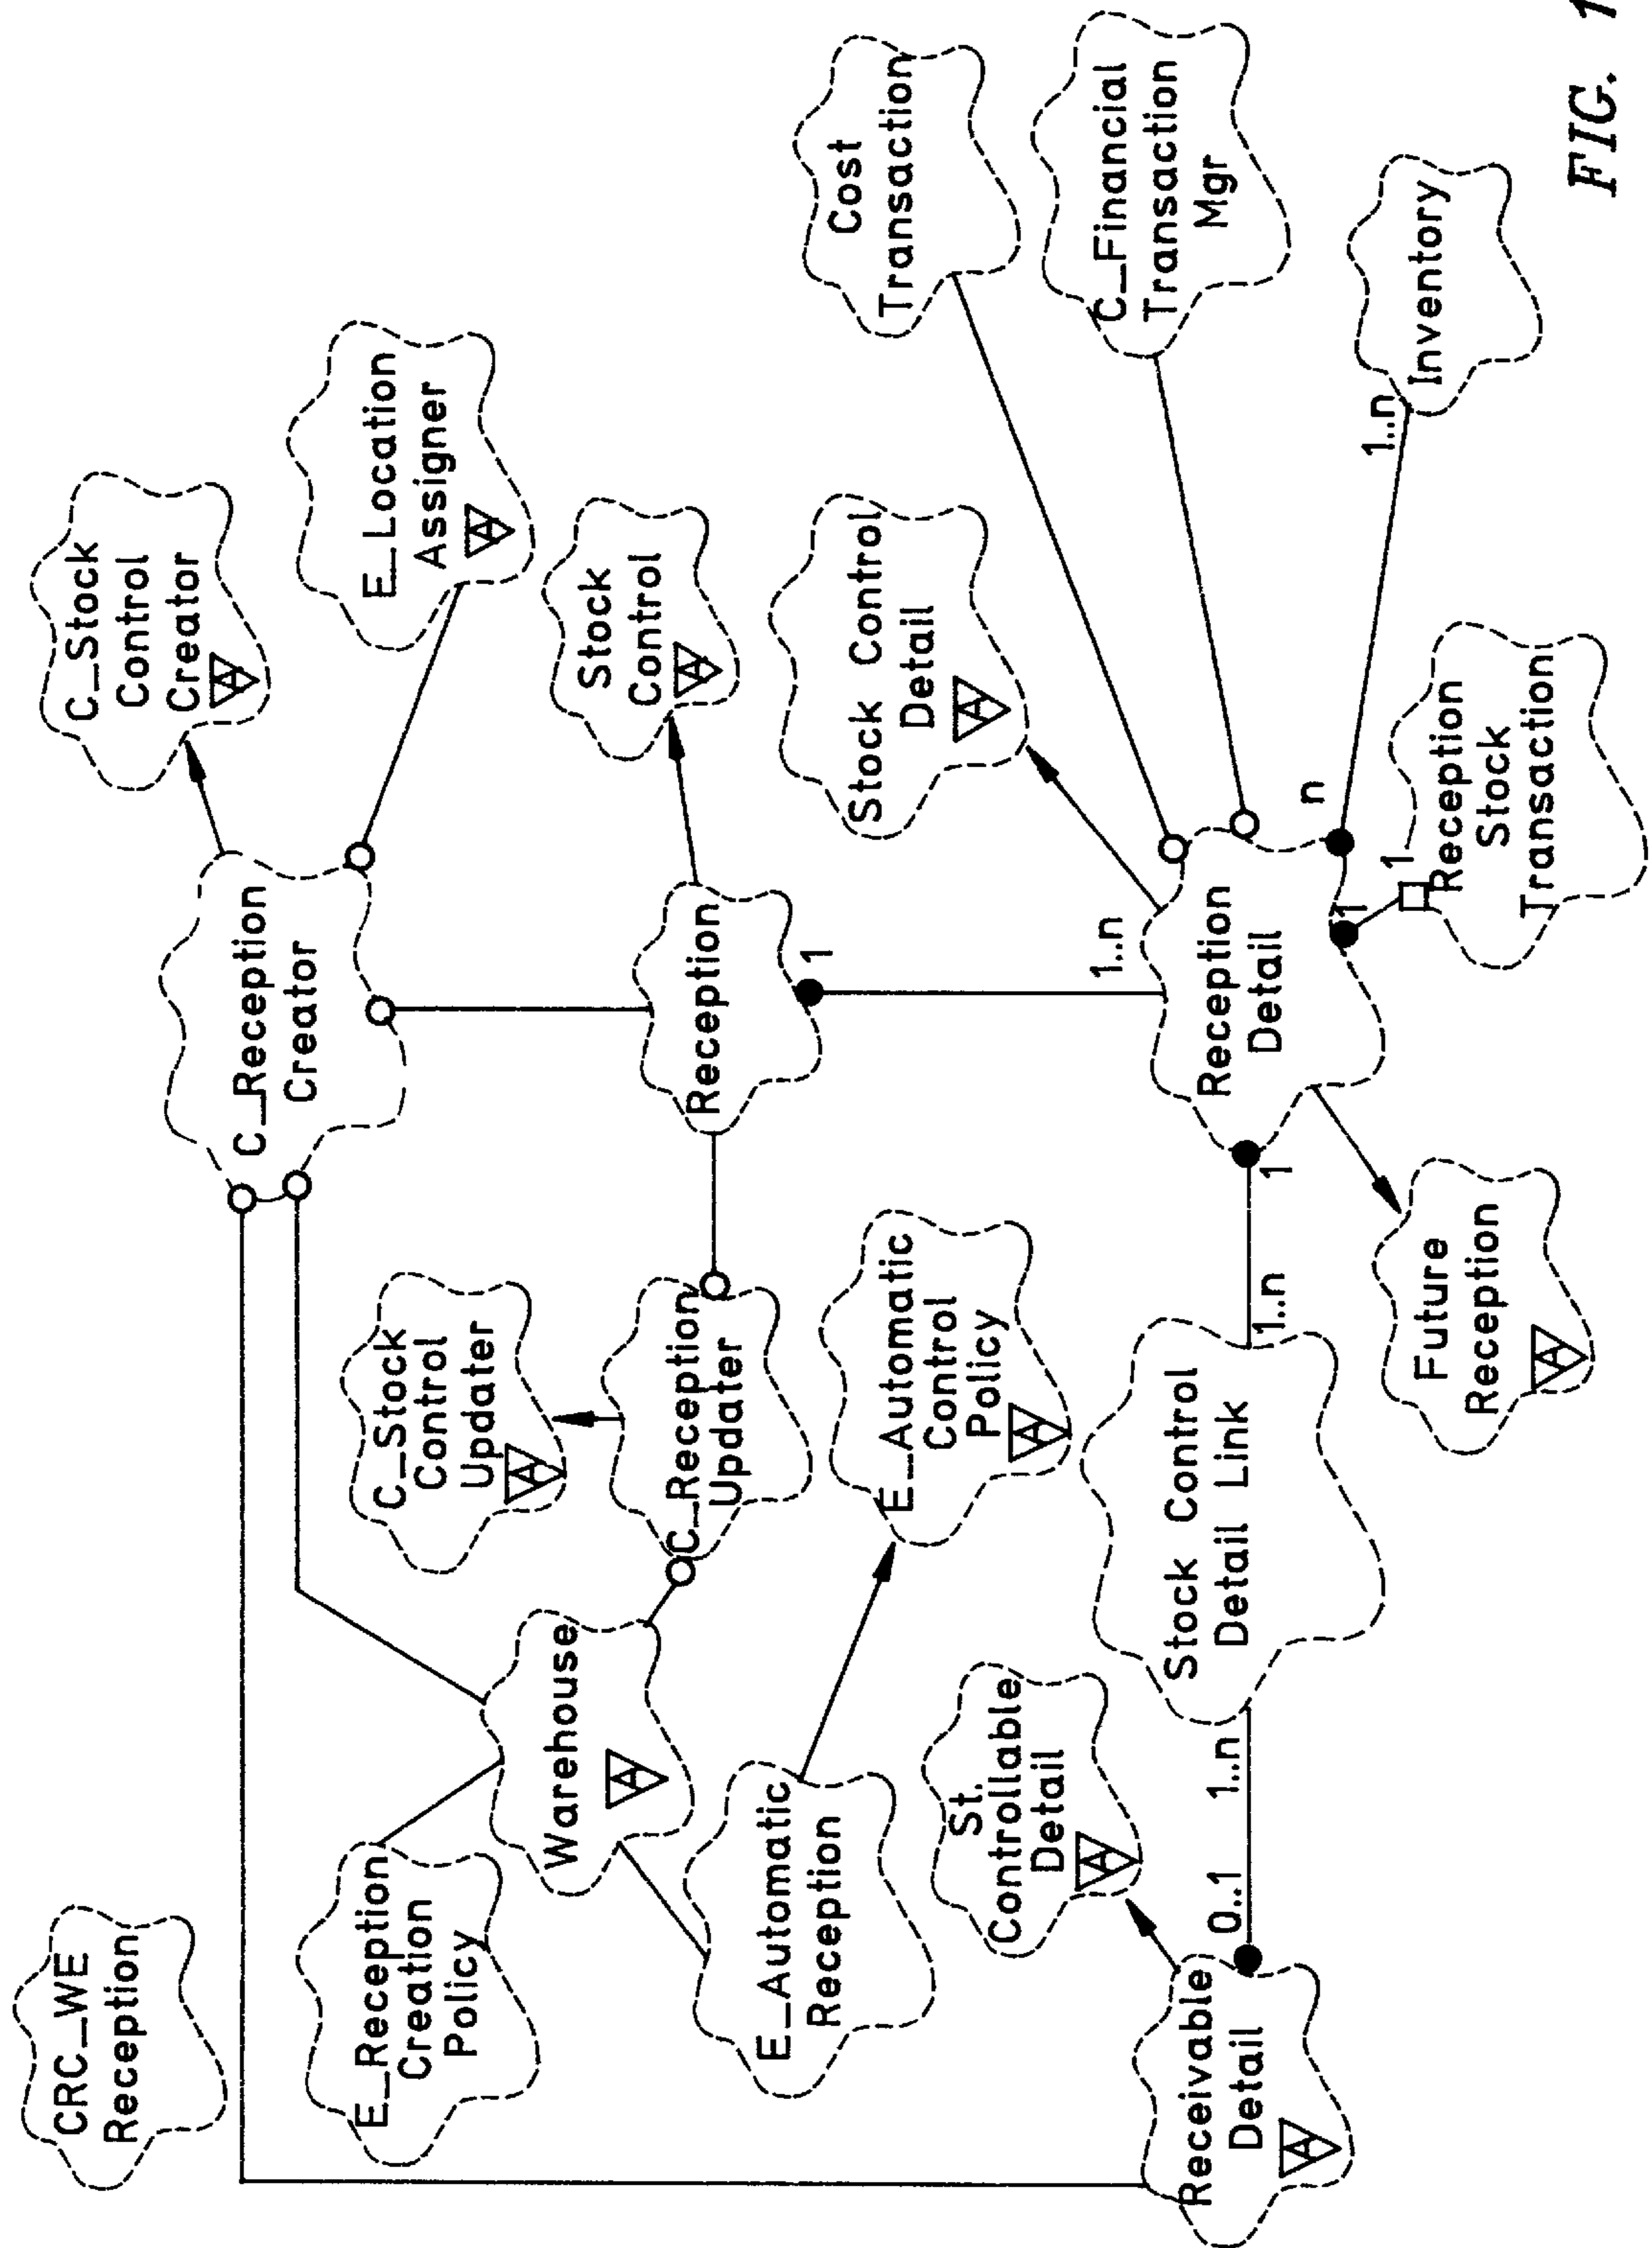 CRC_WE
Reception
C_Reception
Creator
C_Stock
Control
Creator
A
E_Location
Assigner
A
E_Reception
Creation
Policy
C_Stock
Control
Updater
A
Warehouse
A
C_Reception
Updater
Reception
1
Stock
Control
A
E_Automatic
Reception
E_Automatic
Control
Policy
A
Stock Control
Detail
A
Cost
Transaction
St.
Controllable
Detail
A
C_Financial
Transaction
Mgr
Receivable
Detail
A
0..1
1..n
Stock Control
Detail Link
1..n
1
Reception
Detail
1..n
n
1..n
Inventory
1
1
Future
Reception
A
Reception
Stock
Transaction
FIG. 1